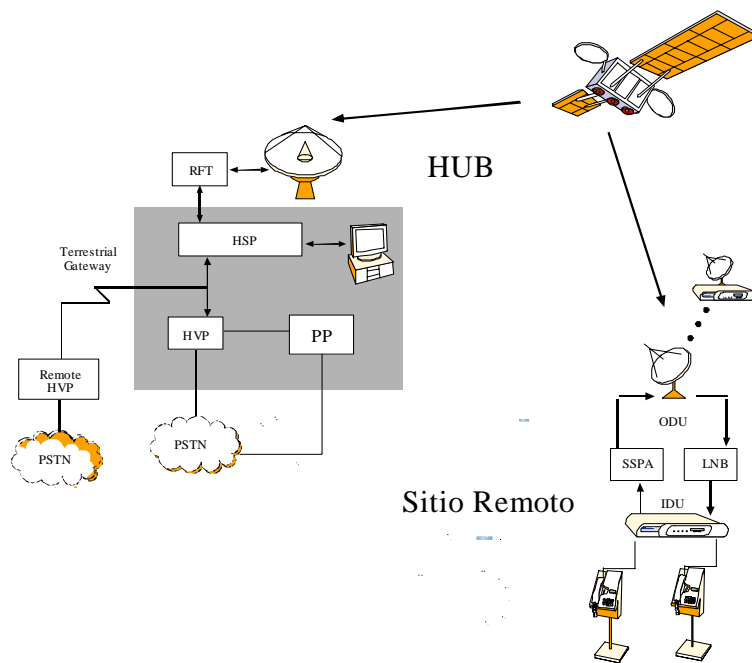 HUB
RFT
HSP
Terrestrial
Gateway
HVP
PP
Remote
HVP
PSTN
PSTN
ODU
SSPA
LNB
IDU
Sitio Remoto